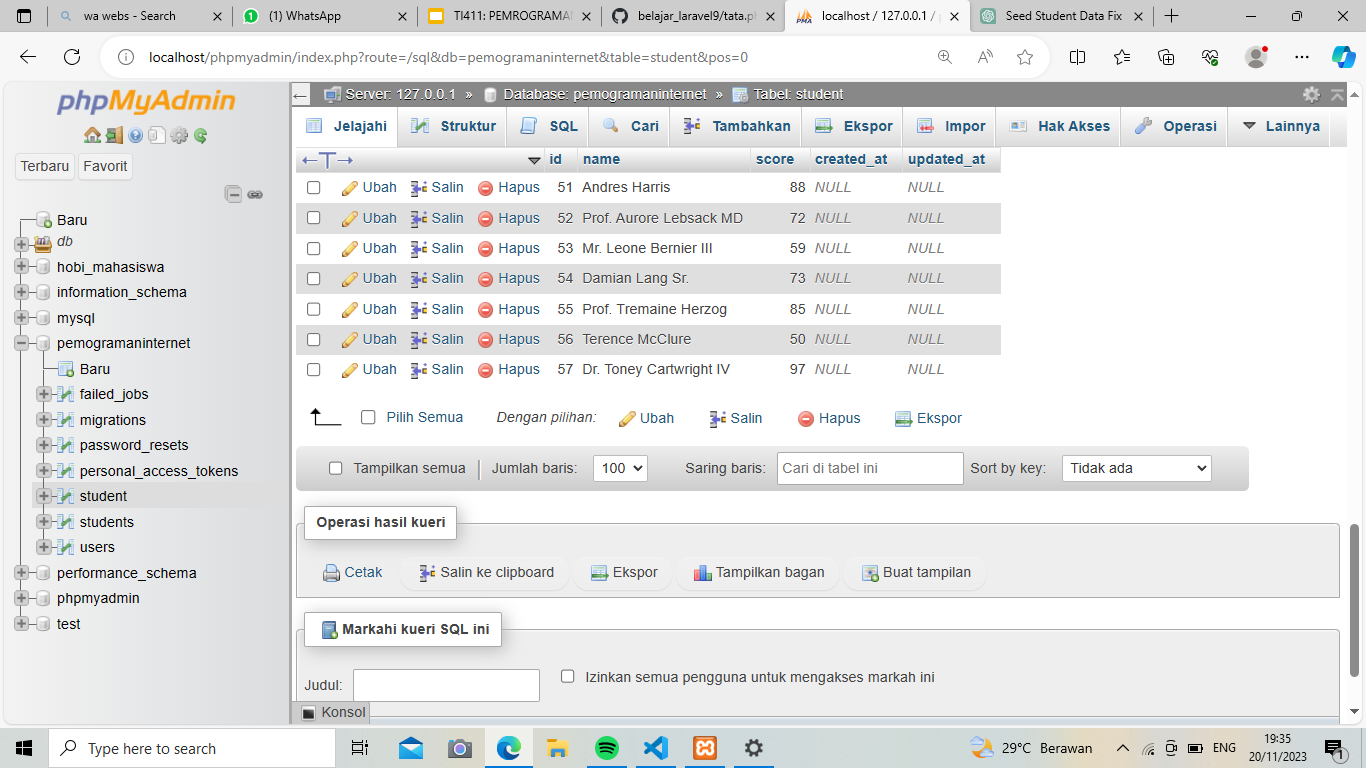 wa webs - Search
(1) WhatsApp
TI411: PEMROGRAMA
belajar_laravel9/tata.p
localhost / 127.0.0.1 /
Seed Student Data Fix
localhost/phpmyadmin/index.php?route=/sql&db=pemogramaninternet&table=student&pos=0
phpMyAdmin
Terbaru Favorit
Baru
db
hobi_mahasiswa
information_schema
mysql
pemogramaninternet
Baru
failed_jobs
migrations
password_resets
personal_access_tokens
student
students
users
performance_schema
phpmyadmin
test
Server: 127.0.0.1 » Database: pemogramaninternet » Tabel: student
Jelajahi Struktur SQL Cari Tambahkan Ekspor Impor Hak Akses Operasi Lainnya
id name score created_at updated_at
Ubah Salin Hapus 51 Andres Harris 88 NULL NULL
Ubah Salin Hapus 52 Prof. Aurore Lebsack MD 72 NULL NULL
Ubah Salin Hapus 53 Mr. Leone Bernier III 59 NULL NULL
Ubah Salin Hapus 54 Damian Lang Sr. 73 NULL NULL
Ubah Salin Hapus 55 Prof. Tremaine Herzog 85 NULL NULL
Ubah Salin Hapus 56 Terence McClure 50 NULL NULL
Ubah Salin Hapus 57 Dr. Toney Cartwright IV 97 NULL NULL
Pilih Semua Dengan pilihan: Ubah Salin Hapus Ekspor
Tampilkan semua Jumlah baris: 100 Saring baris: Cari di tabel ini Sort by key: Tidak ada
Operasi hasil kueri
Cetak Salin ke clipboard Ekspor Tampilkan bagan Buat tampilan
Markahi kueri SQL ini
Judul: Izinkan semua pengguna untuk mengakses markah ini
Konsol
Type here to search
29°C Berawan
ENG
19:35
20/11/2023
1